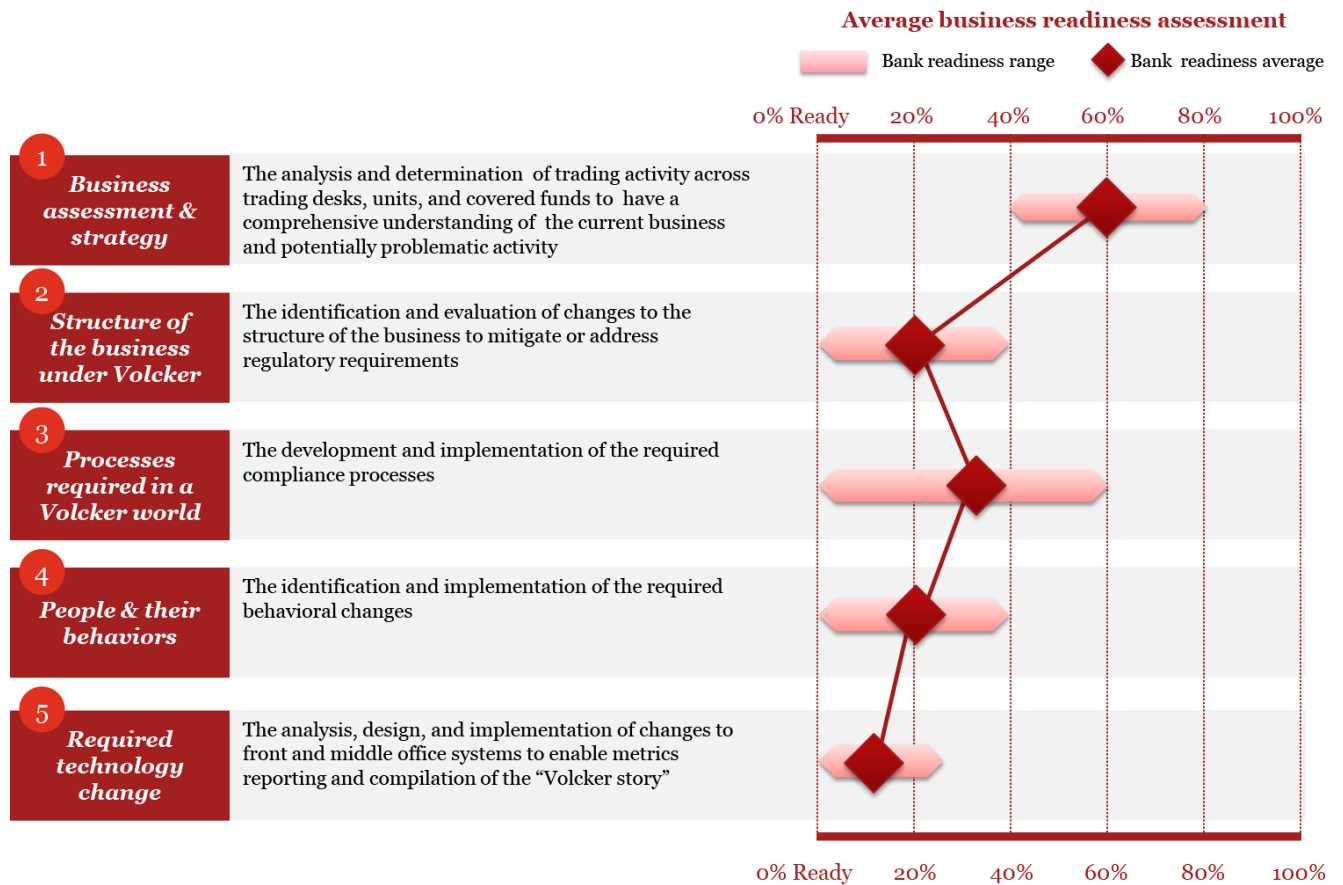 Average business readiness assessment
Bank readiness range
Bank readiness average
0% Ready 20% 40% 60% 80% 100%
1
Business
assessment &
strategy
The analysis and determination of trading activity across
trading desks, units, and covered funds to have a
comprehensive understanding of the current business
and potentially problematic activity
2
Structure of
the business
under Volcker
The identification and evaluation of changes to the
structure of the business to mitigate or address
regulatory requirements
3
Processes
required in a
Volcker world
The development and implementation of the required
compliance processes
4
People & their
behaviors
The identification and implementation of the required
behavioral changes
5
Required
technology
change
The analysis, design, and implementation of changes to
front and middle office systems to enable metrics
reporting and compilation of the “Volcker story”
0% Ready 20% 40% 60% 80% 100%